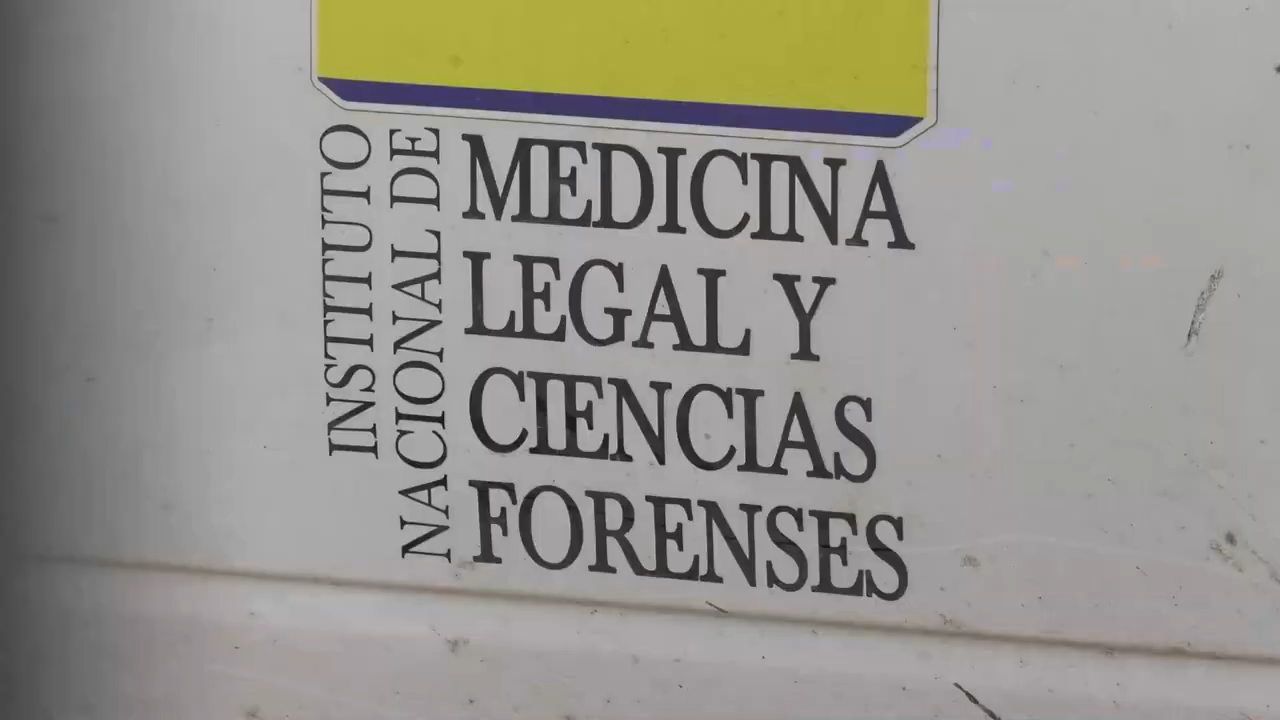 INSTITUTO
NACIONAL DE
MEDICINA
LEGAL Y
CIENCIAS
FORENSES